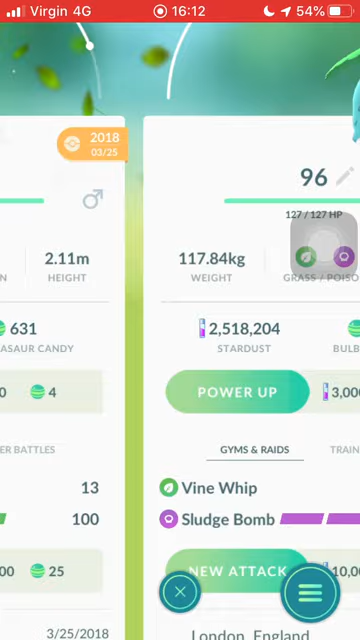 Virgin 4G 16:12 54%
2018
03/25
96
127 / 127 HP
2.11m
HEIGHT
117.84kg
WEIGHT
GRASS / POISO
631
ASAUR CANDY
2,518,204
STARDUST
BULB
0 4
POWER UP
3,000
ER BATTLES
GYMS & RAIDS
TRAIN
13
100
Vine Whip
Sludge Bomb
00 25
NEW ATTACK
10,00
3/25/2018
London, England